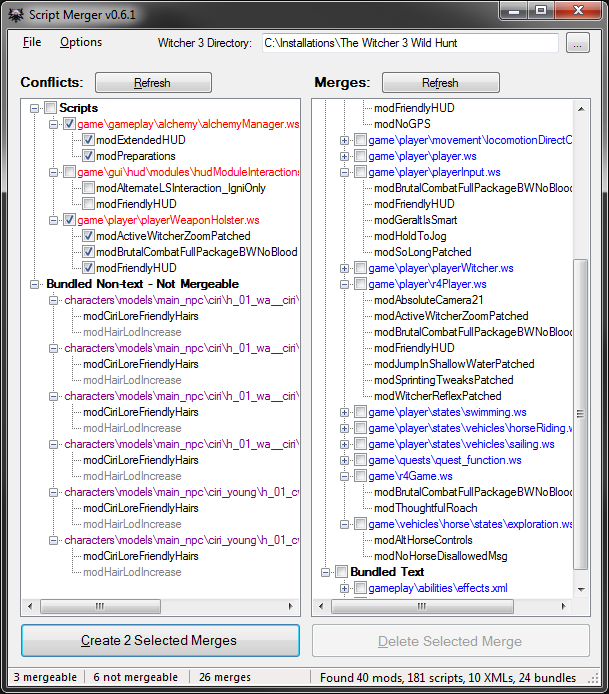 Script Merger v0.6.1
File Options Witcher 3 Directory: C:\Installations\The Witcher 3 Wild Hunt ...
Conflicts: Refresh
Scripts
game\gameplay\alchemy\alchemyManager.ws
modExtendedHUD
modPreparations
game\gui\hud\modules\hudModuleInteractions
modAlternateLSInteraction_IgniOnly
modFriendlyHUD
game\player\playerWeaponHolster.ws
modActiveWitcherZoomPatched
modBrutalCombatFullPackageBWNoBlood
modFriendlyHUD
Bundled Non-text - Not Mergeable
characters\models\main_npc\ciri\h_01_wa__ciri\
modCiriLoreFriendlyHairs
modHairLodIncrease
characters\models\main_npc\ciri\h_01_wa__ciri\
modCiriLoreFriendlyHairs
modHairLodIncrease
characters\models\main_npc\ciri\h_01_wa__ciri\
modCiriLoreFriendlyHairs
modHairLodIncrease
characters\models\main_npc\ciri\h_01_wa__ciri\
modCiriLoreFriendlyHairs
modHairLodIncrease
characters\models\main_npc\ciri_young\h_01_c
modCiriLoreFriendlyHairs
modHairLodIncrease
characters\models\main_npc\ciri_young\h_01_c
modCiriLoreFriendlyHairs
modHairLodIncrease
Create 2 Selected Merges
Merges: Refresh
modFriendlyHUD
modNoGPS
game\player\movement\locomotionDirectC
game\player\player.ws
game\player\playerInput.ws
modBrutalCombatFullPackageBWNoBlood
modFriendlyHUD
modGeraltIsSmart
modHoldToJog
modSoLongPatched
game\player\playerWitcher.ws
game\player\r4Player.ws
modAbsoluteCamera21
modActiveWitcherZoomPatched
modBrutalCombatFullPackageBWNoBlood
modFriendlyHUD
modJumpInShallowWaterPatched
modSprintingTweaksPatched
modWitcherReflexPatched
game\player\states\swimming.ws
game\player\states\vehicles\horseRiding.w
game\player\states\vehicles\sailing.ws
game\quests\quest_function.ws
game\r4Game.ws
modBrutalCombatFullPackageBWNoBlood
modThoughtfulRoach
game\vehicles\horse\states\exploration.ws
modAltHorseControls
modNoHorseDisallowedMsg
Bundled Text
gameplay\abilities\effects.xml
Delete Selected Merge
3 mergeable 6 not mergeable 26 merges Found 40 mods, 181 scripts, 10 XMLs, 24 bundles